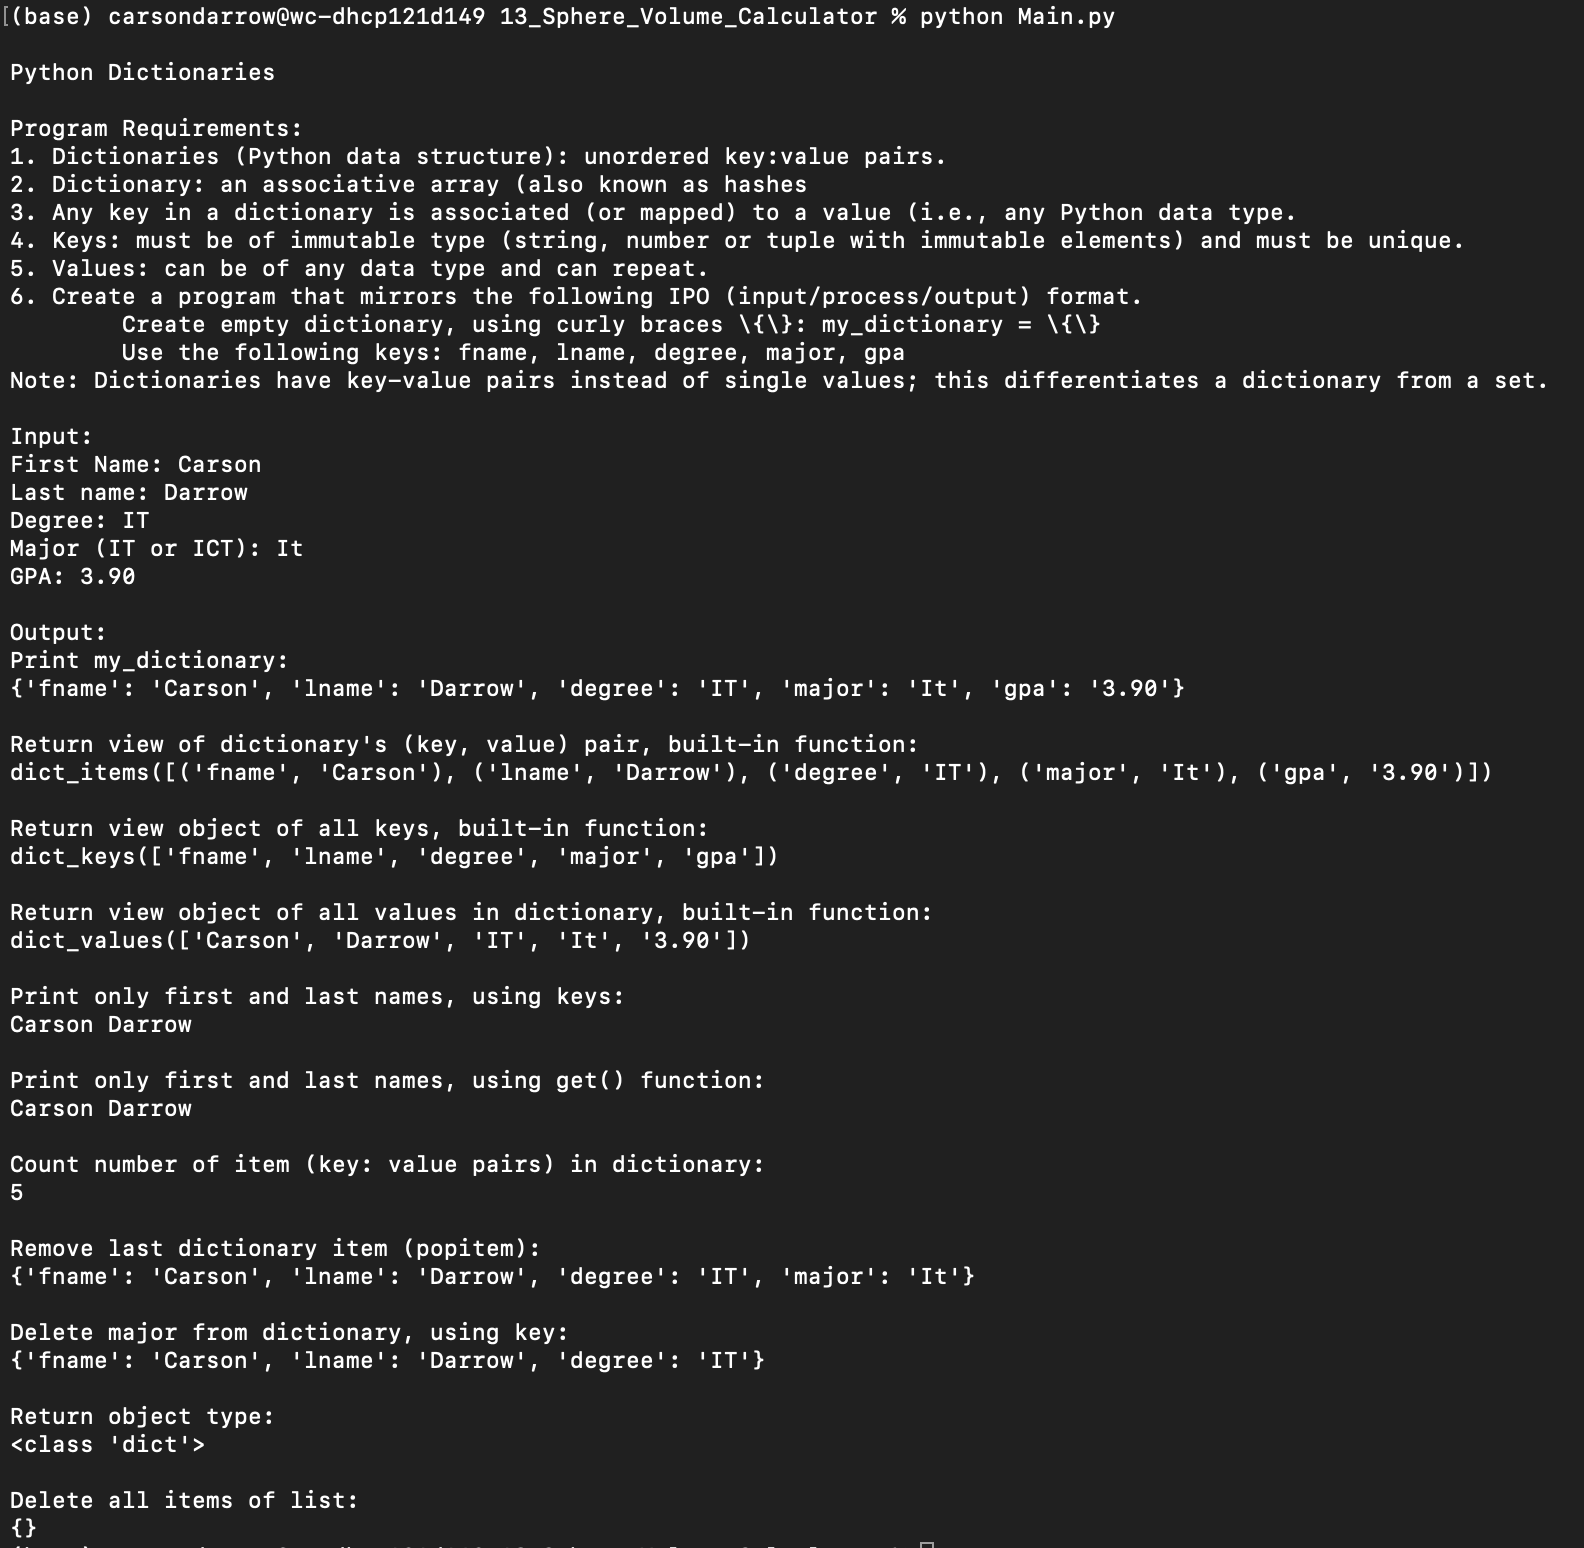 [(base) carsondarrow@wc-dhcp121d149 13_Sphere_Volume_Calculator % python Main.py
Python Dictionaries
Program Requirements:
1. Dictionaries (Python data structure): unordered key:value pairs.
2. Dictionary: an associative array (also known as hashes
3. Any key in a dictionary is associated (or mapped) to a value (i.e., any Python data type.
4. Keys: must be of immutable type (string, number or tuple with immutable elements) and must be unique.
5. Values: can be of any data type and can repeat.
6. Create a program that mirrors the following IPO (input/process/output) format.
Create empty dictionary, using curly braces \{\}: my_dictionary = \{\}
Use the following keys: fname, lname, degree, major, gpa
Note: Dictionaries have key-value pairs instead of single values; this differentiates a dictionary from a set.
Input:
First Name: Carson
Last name: Darrow
Degree: IT
Major (IT or ICT): It
GPA: 3.90
Output:
Print my_dictionary:
{'fname': 'Carson', 'lname': 'Darrow', 'degree': 'IT', 'major': 'It', 'gpa': '3.90'}
Return view of dictionary's (key, value) pair, built-in function:
dict_items([('fname', 'Carson'), ('lname', 'Darrow'), ('degree', 'IT'), ('major', 'It'), ('gpa', '3.90')])
Return view object of all keys, built-in function:
dict_keys(['fname', 'lname', 'degree', 'major', 'gpa'])
Return view object of all values in dictionary, built-in function:
dict_values(['Carson', 'Darrow', 'IT', 'It', '3.90'])
Print only first and last names, using keys:
Carson Darrow
Print only first and last names, using get() function:
Carson Darrow
Count number of item (key: value pairs) in dictionary:
5
Remove last dictionary item (popitem):
{'fname': 'Carson', 'lname': 'Darrow', 'degree': 'IT', 'major': 'It'}
Delete major from dictionary, using key:
{'fname': 'Carson', 'lname': 'Darrow', 'degree': 'IT'}
Return object type:
<class 'dict'>
Delete all items of list:
{}